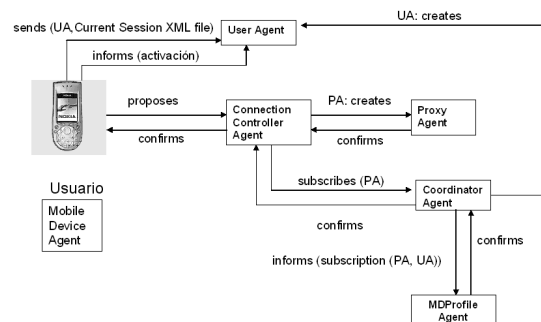 UA: creates
sends (UA,Current Session XML file)
User Agent
informs (activación)
NOKIA
proposes
confirms
Connection
Controller
Agent
PA: creates
confirms
Proxy
Agent
subscribes (PA)
confirms
Coordinator
Agent
Usuario
Mobile
Device
Agent
informs (subscription (PA, UA))
confirms
MDProfile
Agent